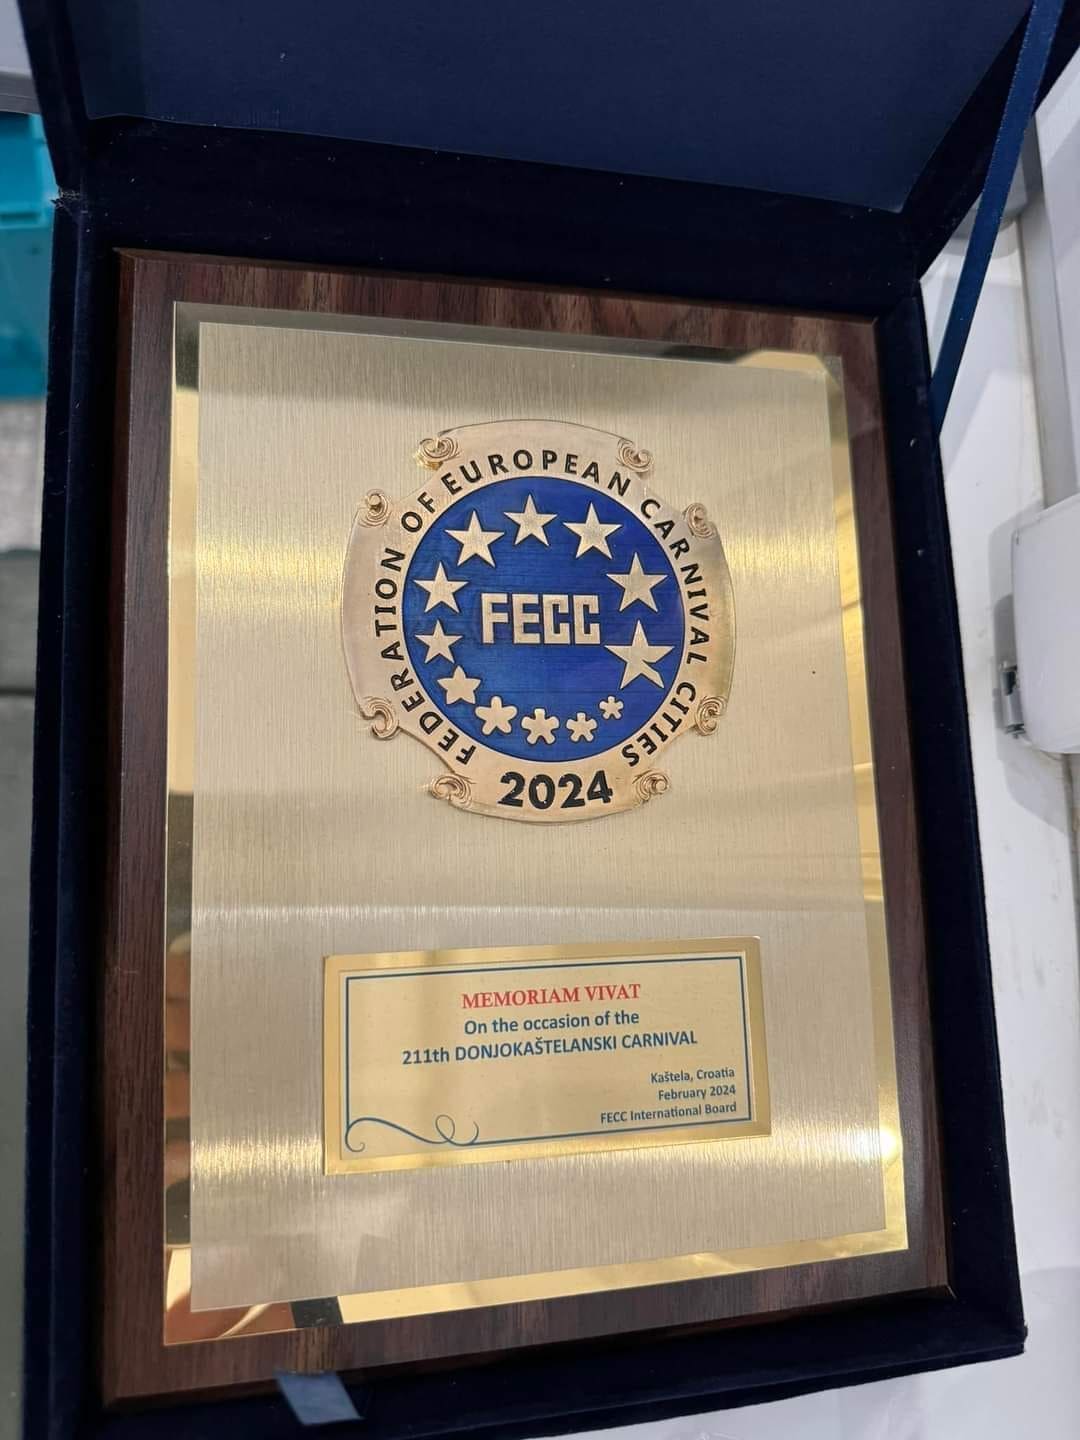 FEDERATION OF EUROPEAN CARNIVAL CITIES
FECC
2024
MEMORIAM VIVAT
On the occasion of the
211th DONJOKAŠTELANSKI CARNIVAL
Kaštela, Croatia
February 2024
FECC International Board